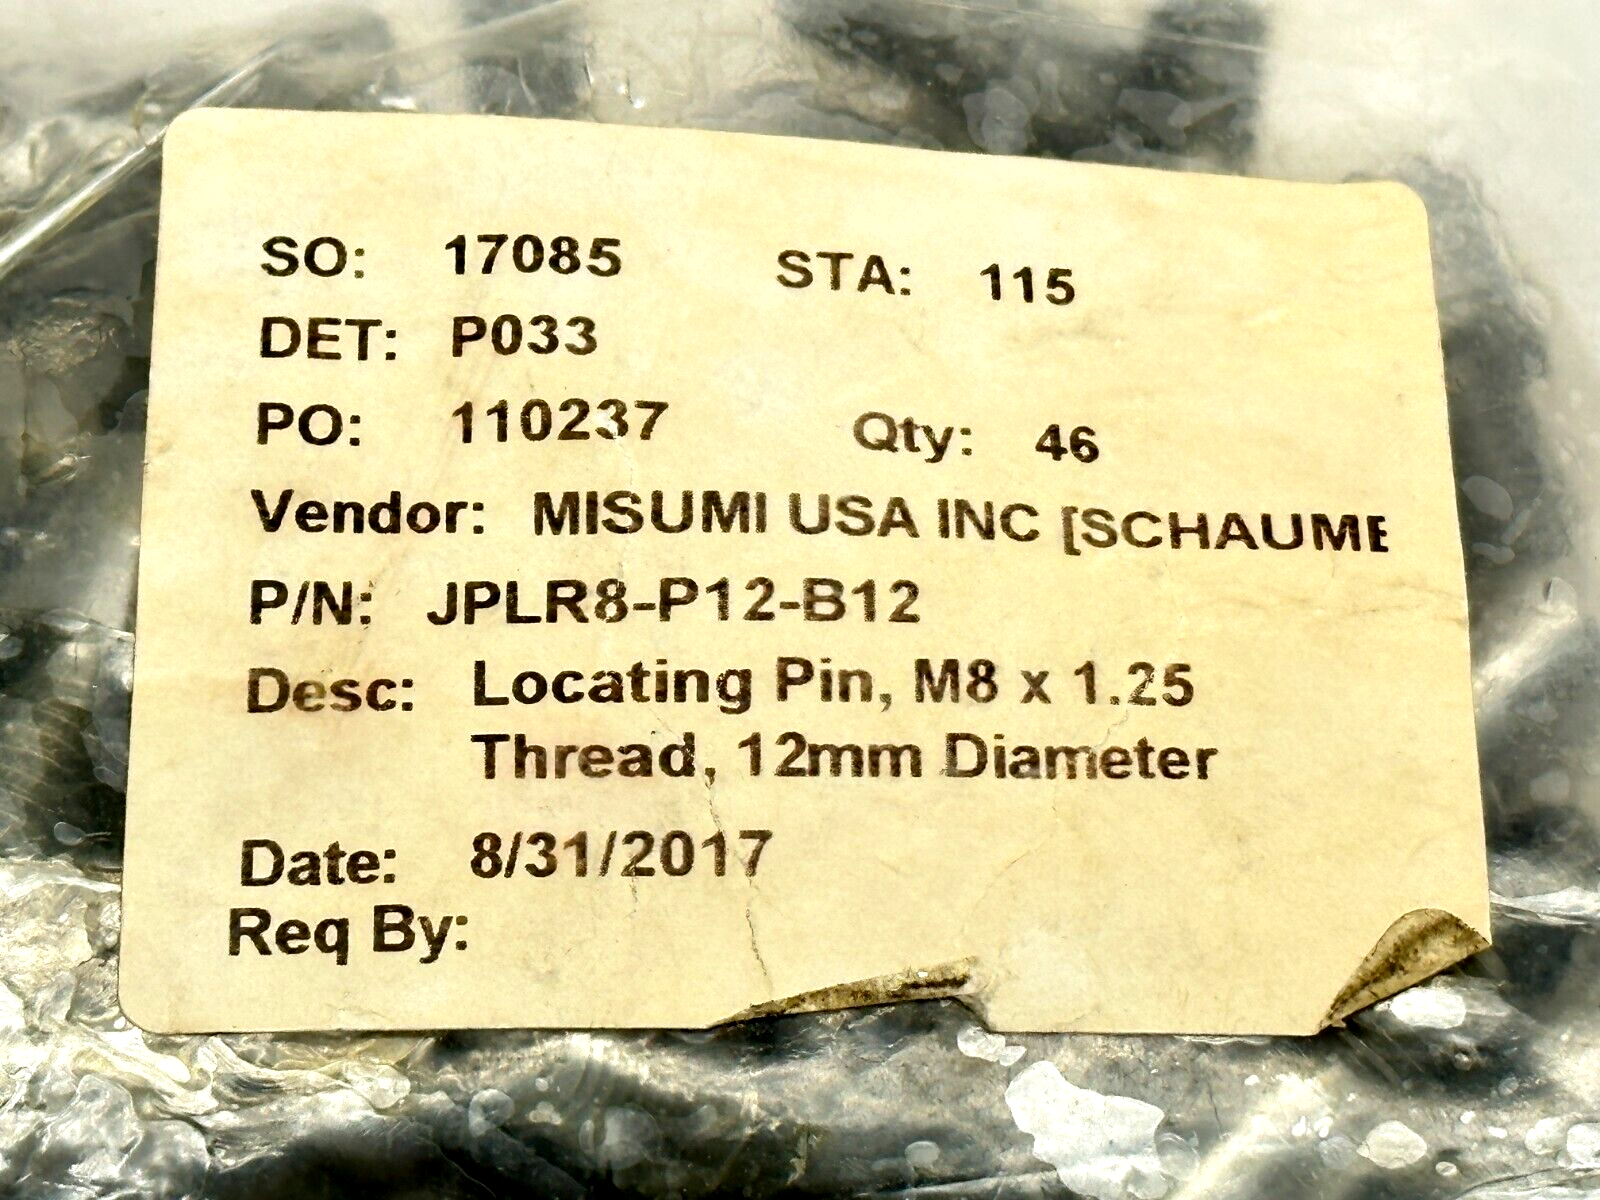 SO: 17085 STA: 115
DET: P033
PO: 110237 Qty: 46
Vendor: MISUMI USA INC [SCHAUME
P/N: JPLR8-P12-B12
Desc: Locating Pin, M8 x 1.25
Thread, 12mm Diameter
Date: 8/31/2017
Req By: